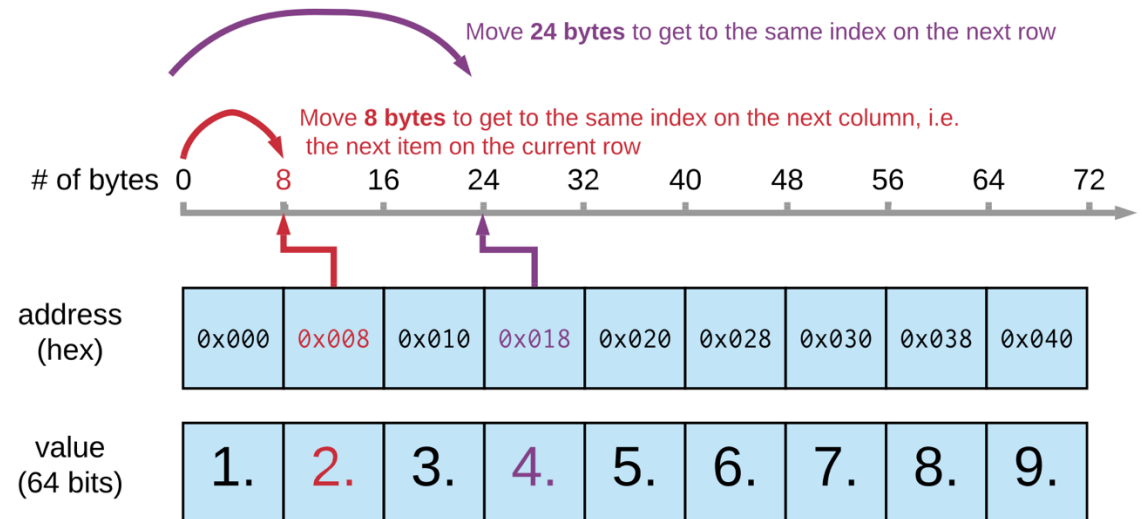 Move 24 bytes to get to the same index on the next row
Move 8 bytes to get to the same index on the next column, i.e.
the next item on the current row
# of bytes 0 8 16 24 32 40 48 56 64 72
address
(hex)
0x000 0x008 0x010 0x018 0x020 0x028 0x030 0x038 0x040
value
(64 bits)
1. 2. 3. 4. 5. 6. 7. 8. 9.